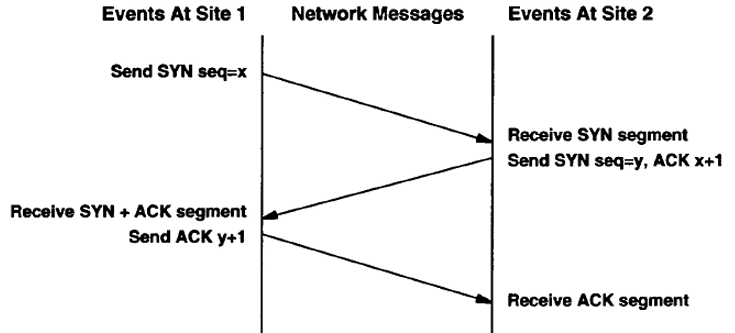 Events At Site 1
Network Messages
Events At Site 2
Send SYN seq=x
Receive SYN segment
Send SYN seq=y, ACK x+1
Receive SYN + ACK segment
Send ACK y+1
Receive ACK segment